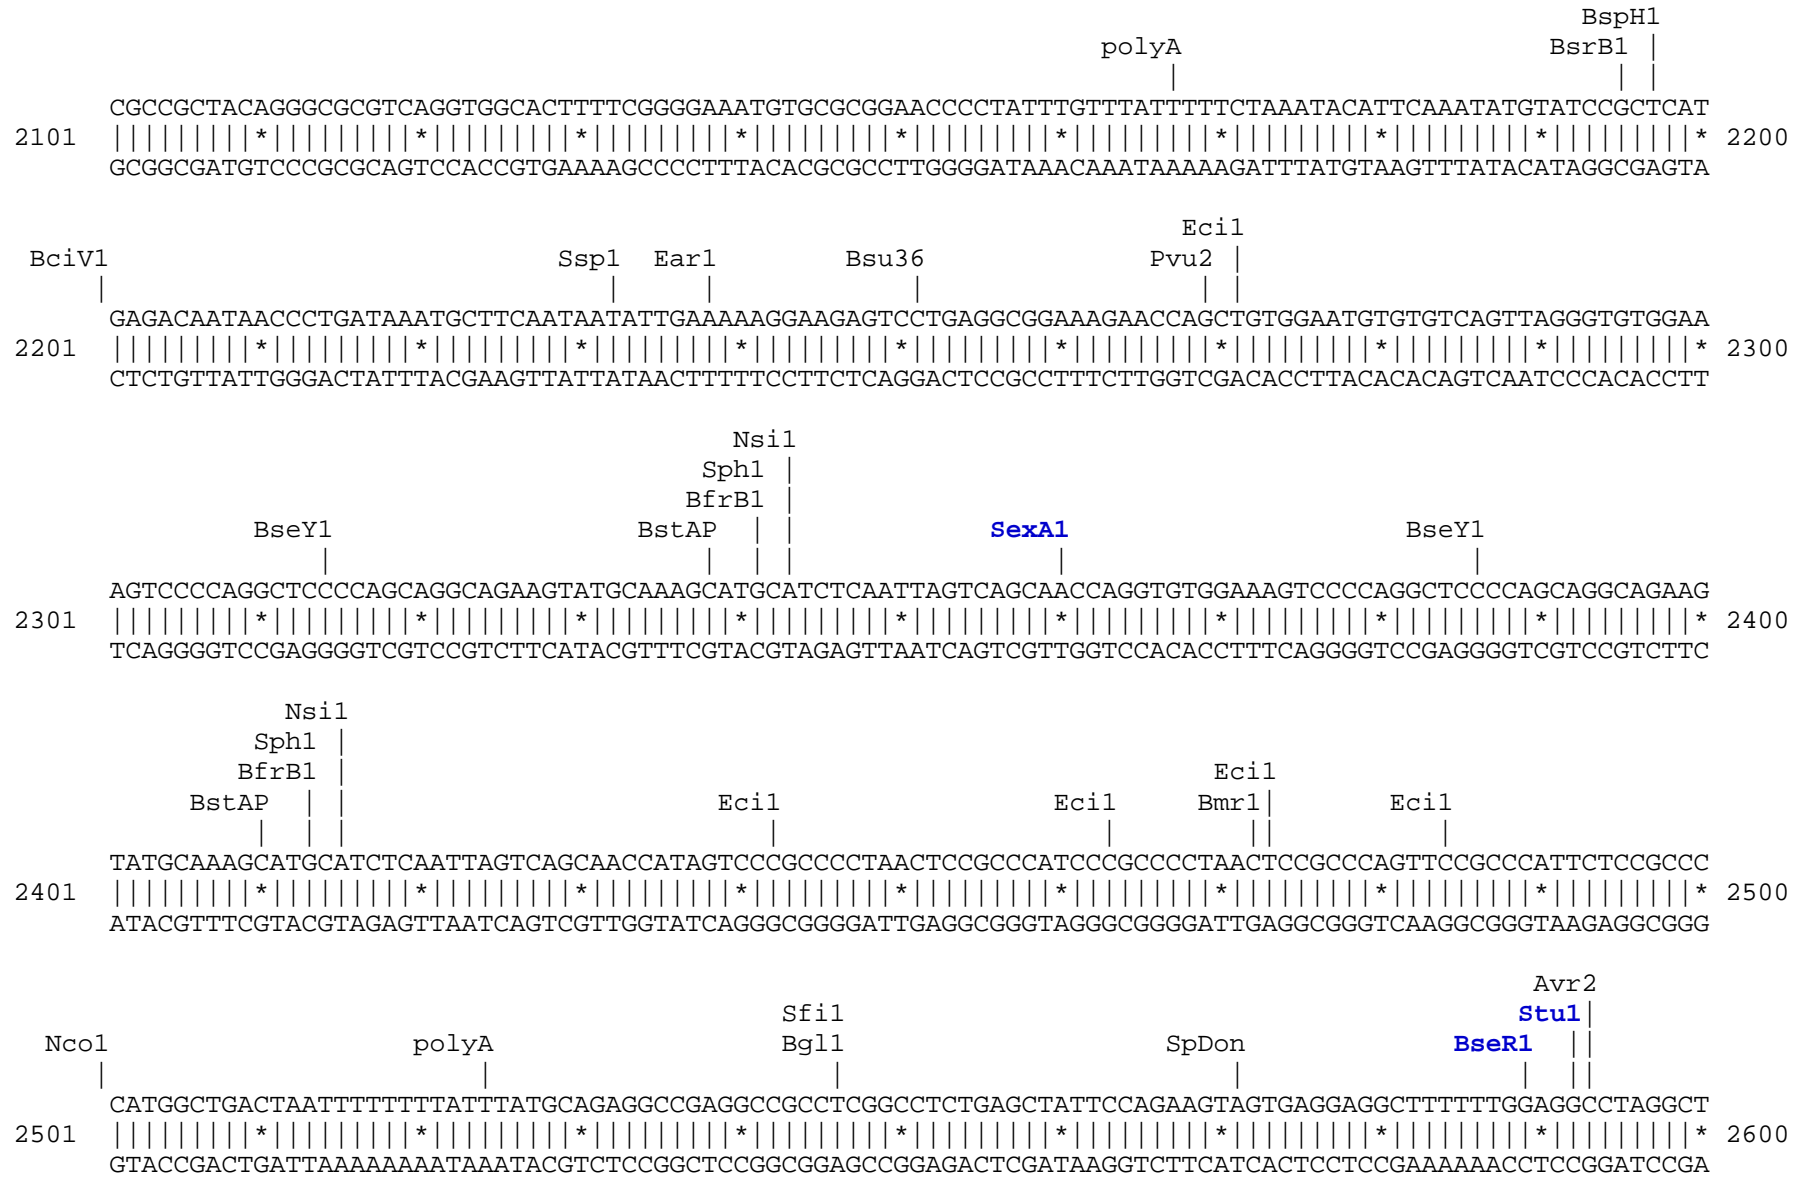 BspH1
polyA BsrB1 |
| | |
CGCCGCTACAGGGCGCGTCAGGTGGCACTTTTCGGGGAAATGTGCGCGGAACCCCTATTTGTTTATTTTTCTAAATACATTCAAATATGTATCCGCTCAT
2101 |||||||||*|||||||||*|||||||||*|||||||||*|||||||||*|||||||||*|||||||||*|||||||||*|||||||||*|||||||||* 2200
GCGGCGATGTCCCGCGCAGTCCACCGTGAAAAGCCCCTTTACACGCGCCTTGGGGATAAACAAATAAAAAGATTTATGTAAGTTTATACATAGGCGAGTA
Eci1
BciV1 Ssp1 Ear1 Bsu36 Pvu2 |
| | | | | |
GAGACAATAACCCTGATAAATGCTTCAATAATATTGAAAAAGGAAGAGTCCTGAGGCGGAAAGAACCAGCTGTGGAATGTGTGTCAGTTAGGGTGTGGAA
2201 |||||||||*|||||||||*|||||||||*|||||||||*|||||||||*|||||||||*|||||||||*|||||||||*|||||||||*|||||||||* 2300
CTCTGTTATTGGGACTATTTACGAAGTTATTATAACTTTTTCCTTCTCAGGACTCCGCCTTTCTTGGTCGACACCTTACACACAGTCAATCCCACACCTT
Nsi1
Sph1 |
BfrB1 |
BseY1 BstAP | | SexA1 BseY1
| | | | | |
AGTCCCCAGGCTCCCCAGCAGGCAGAAGTATGCAAAGCATGCATCTCAATTAGTCAGCAACCAGGTGTGGAAAGTCCCCAGGCTCCCCAGCAGGCAGAAG
2301 |||||||||*|||||||||*|||||||||*|||||||||*|||||||||*|||||||||*|||||||||*|||||||||*|||||||||*|||||||||* 2400
TCAGGGGTCCGAGGGGTCGTCCGTCTTCATACGTTTCGTACGTAGAGTTAATCAGTCGTTGGTCCACACCTTTCAGGGGTCCGAGGGGTCGTCCGTCTTC
Nsi1
Sph1 |
BfrB1 | Eci1
BstAP | | Eci1 Eci1 Bmr1| Eci1
| | | | | || |
TATGCAAAGCATGCATCTCAATTAGTCAGCAACCATAGTCCCGCCCCTAACTCCGCCCATCCCGCCCCTAACTCCGCCCAGTTCCGCCCATTCTCCGCCC
2401 |||||||||*|||||||||*|||||||||*|||||||||*|||||||||*|||||||||*|||||||||*|||||||||*|||||||||*|||||||||* 2500
ATACGTTTCGTACGTAGAGTTAATCAGTCGTTGGTATCAGGGCGGGGATTGAGGCGGGTAGGGCGGGGATTGAGGCGGGTCAAGGCGGGTAAGAGGCGGG
Avr2
Sfi1 Stu1|
Nco1 polyA Bgl1 SpDon BseR1 ||
| | | | | ||
CATGGCTGACTAATTTTTTTTATTTATGCAGAGGCCGAGGCCGCCTCGGCCTCTGAGCTATTCCAGAAGTAGTGAGGAGGCTTTTTTGGAGGCCTAGGCT
2501 |||||||||*|||||||||*|||||||||*|||||||||*|||||||||*|||||||||*|||||||||*|||||||||*|||||||||*|||||||||* 2600
GTACCGACTGATTAAAAAAAATAAATACGTCTCCGGCTCCGGCGGAGCCGGAGACTCGATAAGGTCTTCATCACTCCTCCGAAAAAACCTCCGGATCCGA